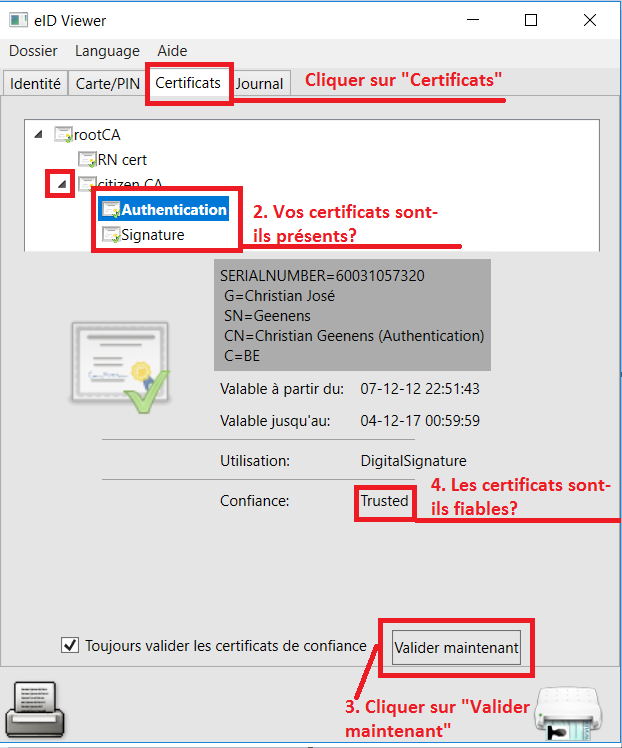 eID Viewer
Dossier Language Aide
Identité Carte/PIN Certificats Journal
Cliquer sur "Certificats"
rootCA
RN cert
citizen CA
Authentication
Signature
2. Vos certificats sont-
ils présents?
SERIALNUMBER=60031057320
G=Christian José
SN=Geenens
CN=Christian Geenens (Authentication)
C=BE
Valable à partir du: 07-12-12 22:51:43
Valable jusqu'au: 04-12-17 00:59:59
Utilisation: DigitalSignature
Confiance: Trusted
4. Les certificats sont-
ils fiables?
Toujours valider les certificats de confiance
Valider maintenant
3. Cliquer sur "Valider
maintenant"